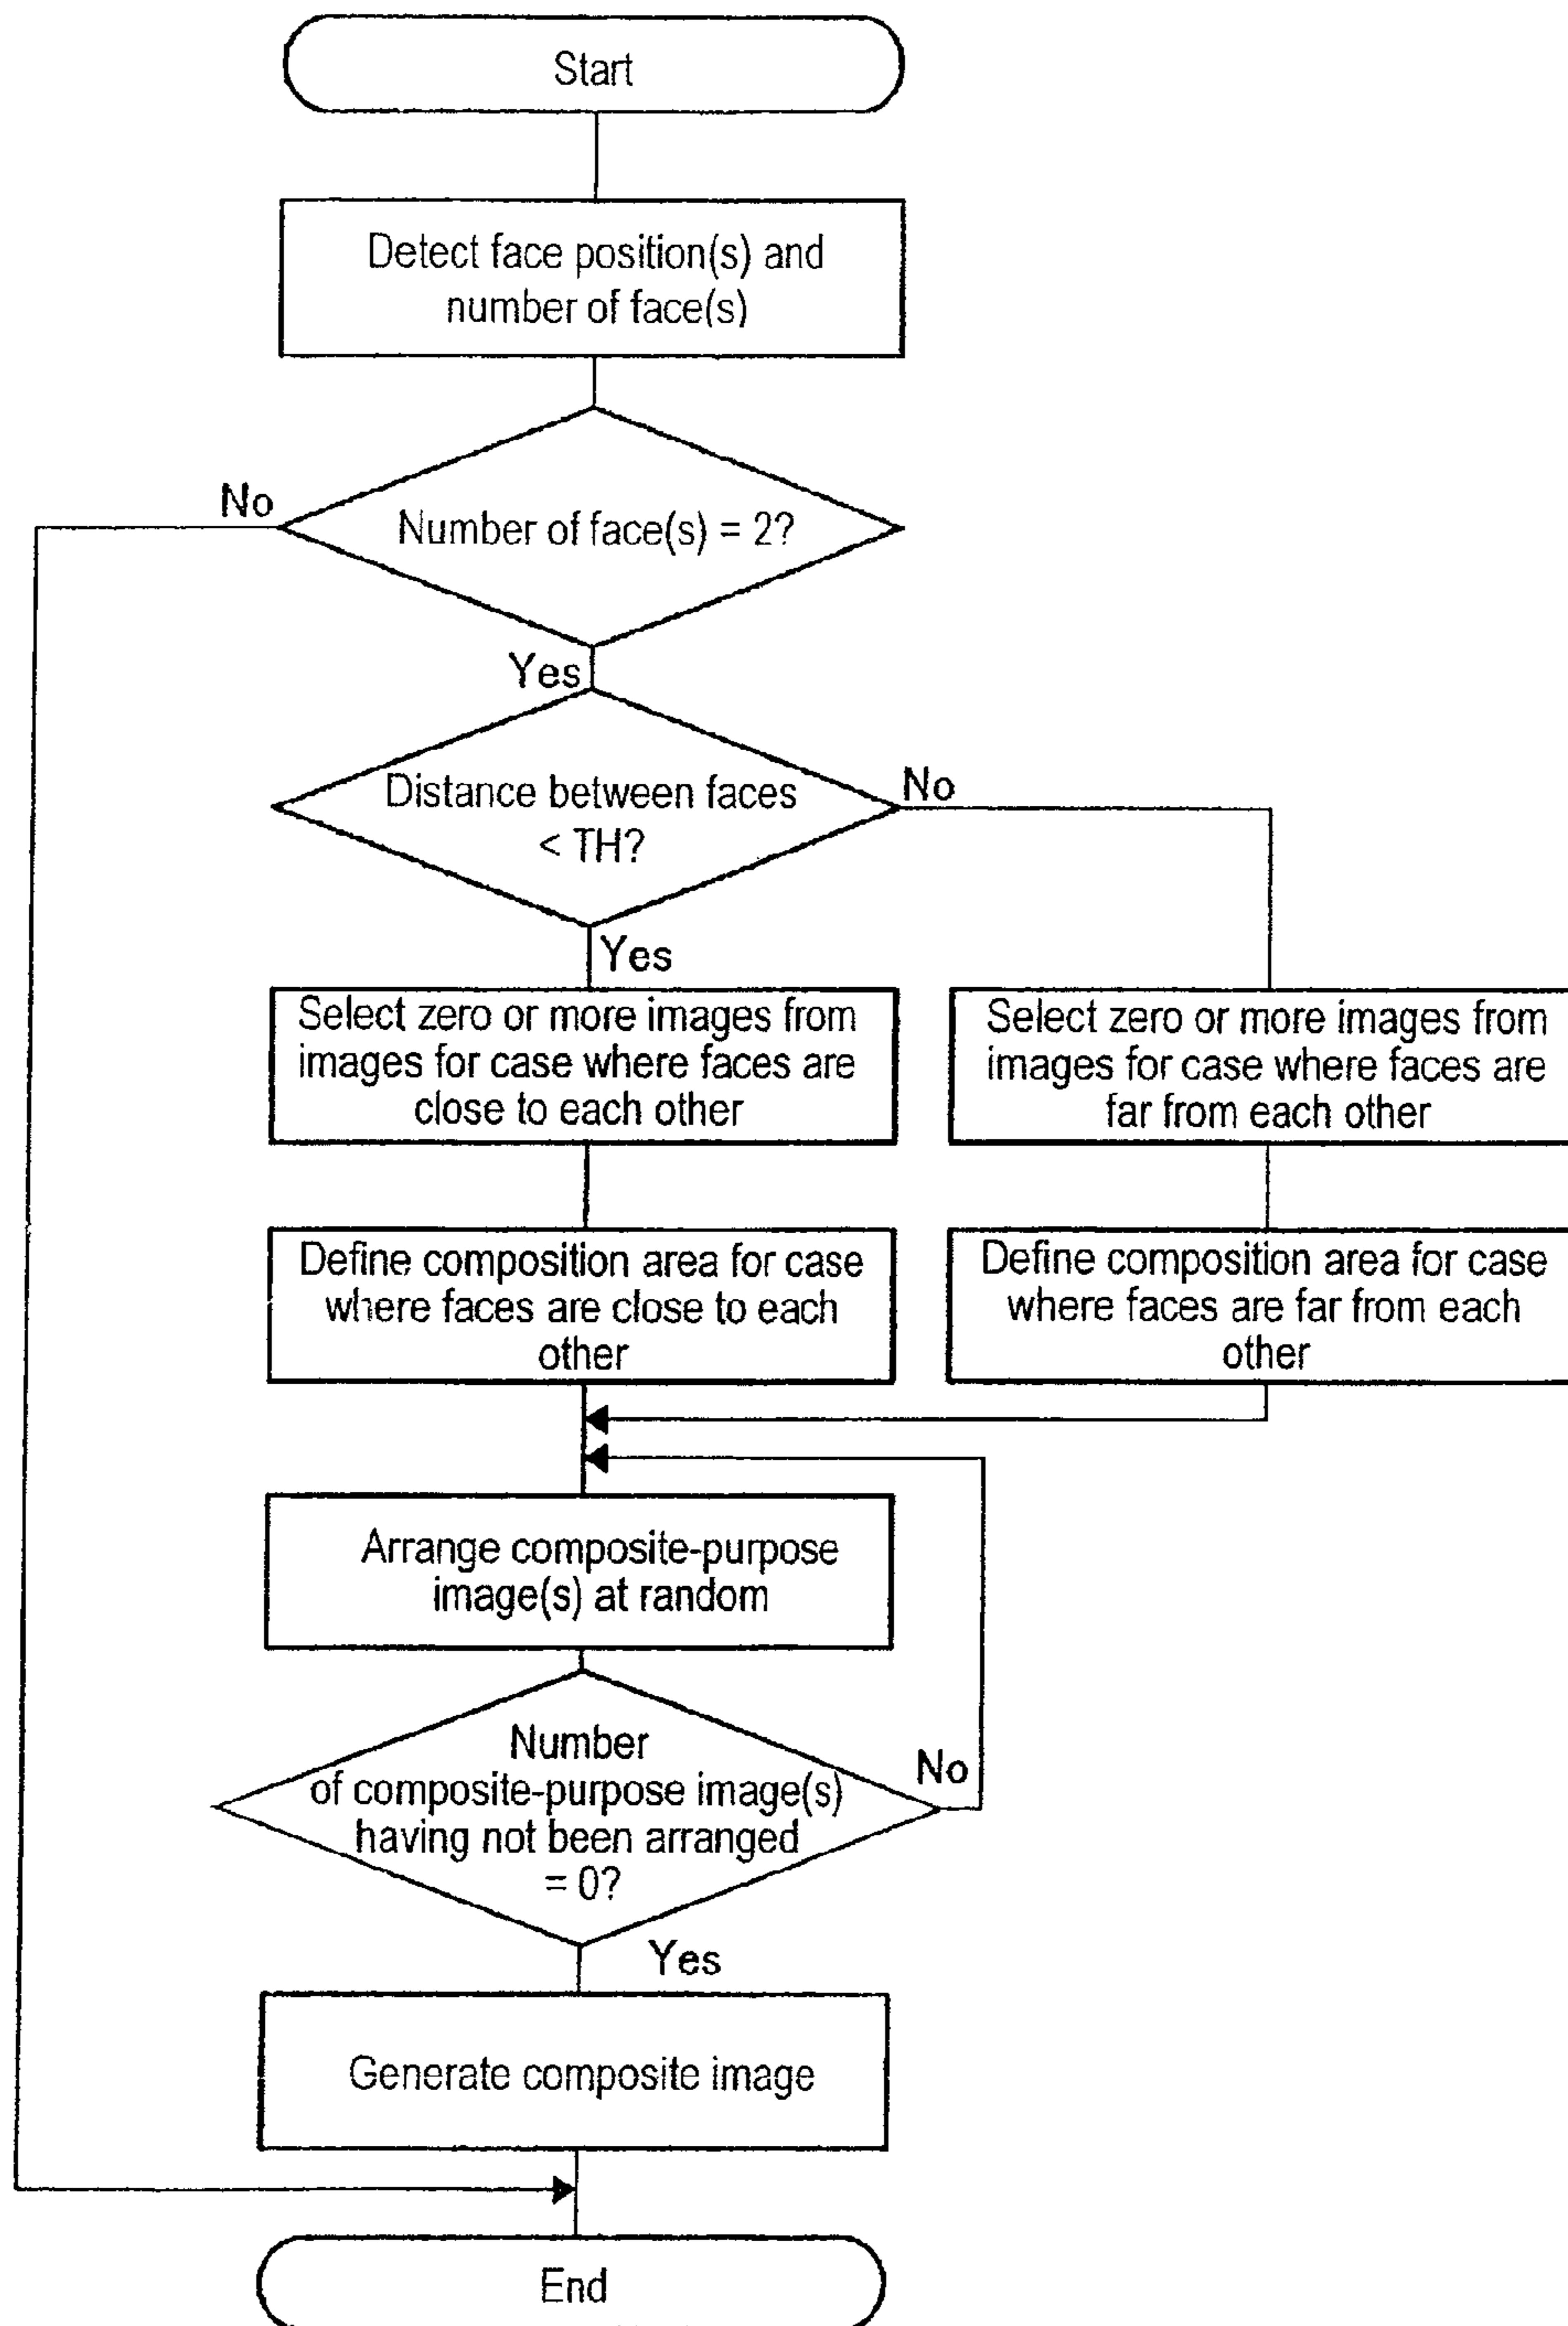 Start
Detect face position(s) and
number of face(s)
No
Number of face(s) = 2?
Yes
Distance between faces
< TH?
No
Yes
Select zero or more images from
images for case where faces are
close to each other
Select zero or more images from
images for case where faces are
far from each other
Define composition area for case
where faces are close to each
other
Define composition area for case
where faces are far from each
other
Arrange composite-purpose
image(s) at random
Number
of composite-purpose image(s)
having not been arranged
= 0?
No
Yes
Generate composite image
End